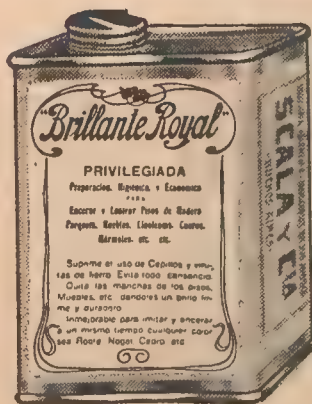 "Brillante Royal"
PRIVILEGIADA
Preparación, Higiénica, y Económica
PARA
Encerar y Lustrar Pisos de Madera
Parquets, Muebles, Linoleums, Cueros,
Mármoles, etc. etc.
Suprime el uso de Cepillos y viru-
tas de fierro Evita todo cansancio.
Quita las manchas de los pisos,
Muebles, etc dandoles un brillo fir-
me y duradero
Inmejorable para imitar y encerar
a un mismo tiempo cualquier color
sea Roble Nogal Cedro etc
SCALA Y CIA
BUENOS AIRES